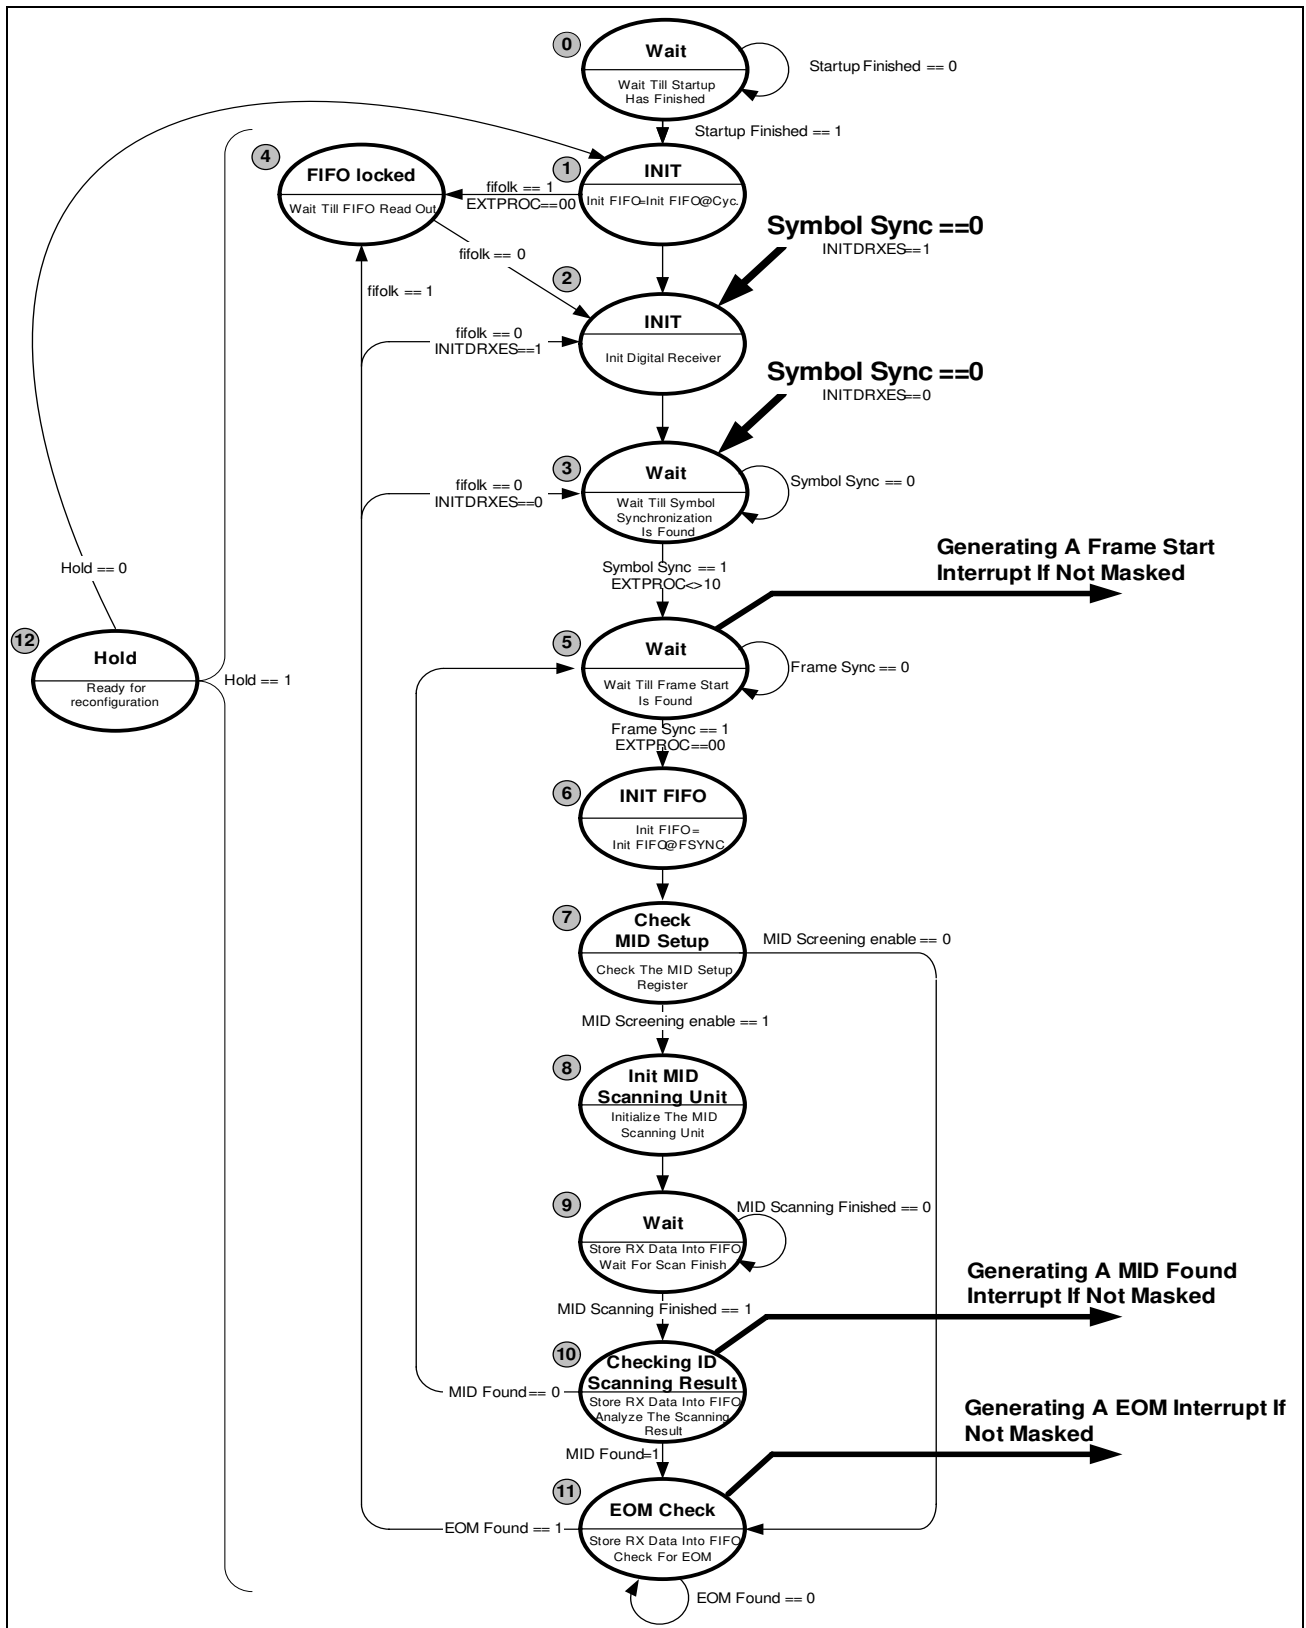 0
Wait
Wait Till Startup
Has Finished
Startup Finished == 0
Startup Finished == 1
4
FIFO locked
Wait Till FIFO Read Out
1
INIT
Init FIFO=Init FIFO@Cyc.
fifolk == 1
EXTPROC==00
Symbol Sync ==0
INITDRXES==1
fifolk == 0
2
INIT
Init Digital Receiver
fifolk == 1
fifolk == 0
INITDRXES==1
Symbol Sync ==0
INITDRXES==0
3
Wait
Wait Till Symbol
Synchronization
Is Found
Symbol Sync == 0
fifolk == 0
INITDRXES==0
Symbol Sync == 1
EXTPROC<>10
Generating A Frame Start
Interrupt If Not Masked
Hold == 0
12
Hold
Ready for
reconfiguration
Hold == 1
5
Wait
Wait Till Frame Start
Is Found
Frame Sync == 0
Frame Sync == 1
EXTPROC==00
6
INIT FIFO
Init FIFO=
Init FIFO@FSYNC
7
Check
MID Setup
Check The MID Setup
Register
MID Screening enable == 0
MID Screening enable == 1
8
Init MID
Scanning Unit
Initialize The MID
Scanning Unit
9
Wait
Store RX Data Into FIFO
Wait For Scan Finish
MID Scanning Finished == 0
MID Scanning Finished == 1
Generating A MID Found
Interrupt If Not Masked
10
Checking ID
Scanning Result
Store RX Data Into FIFO
Analyze The Scanning
Result
MID Found== 0
MID Found=1
Generating A EOM Interrupt If
Not Masked
11
EOM Check
Store RX Data Into FIFO
Check For EOM
EOM Found == 1
EOM Found == 0